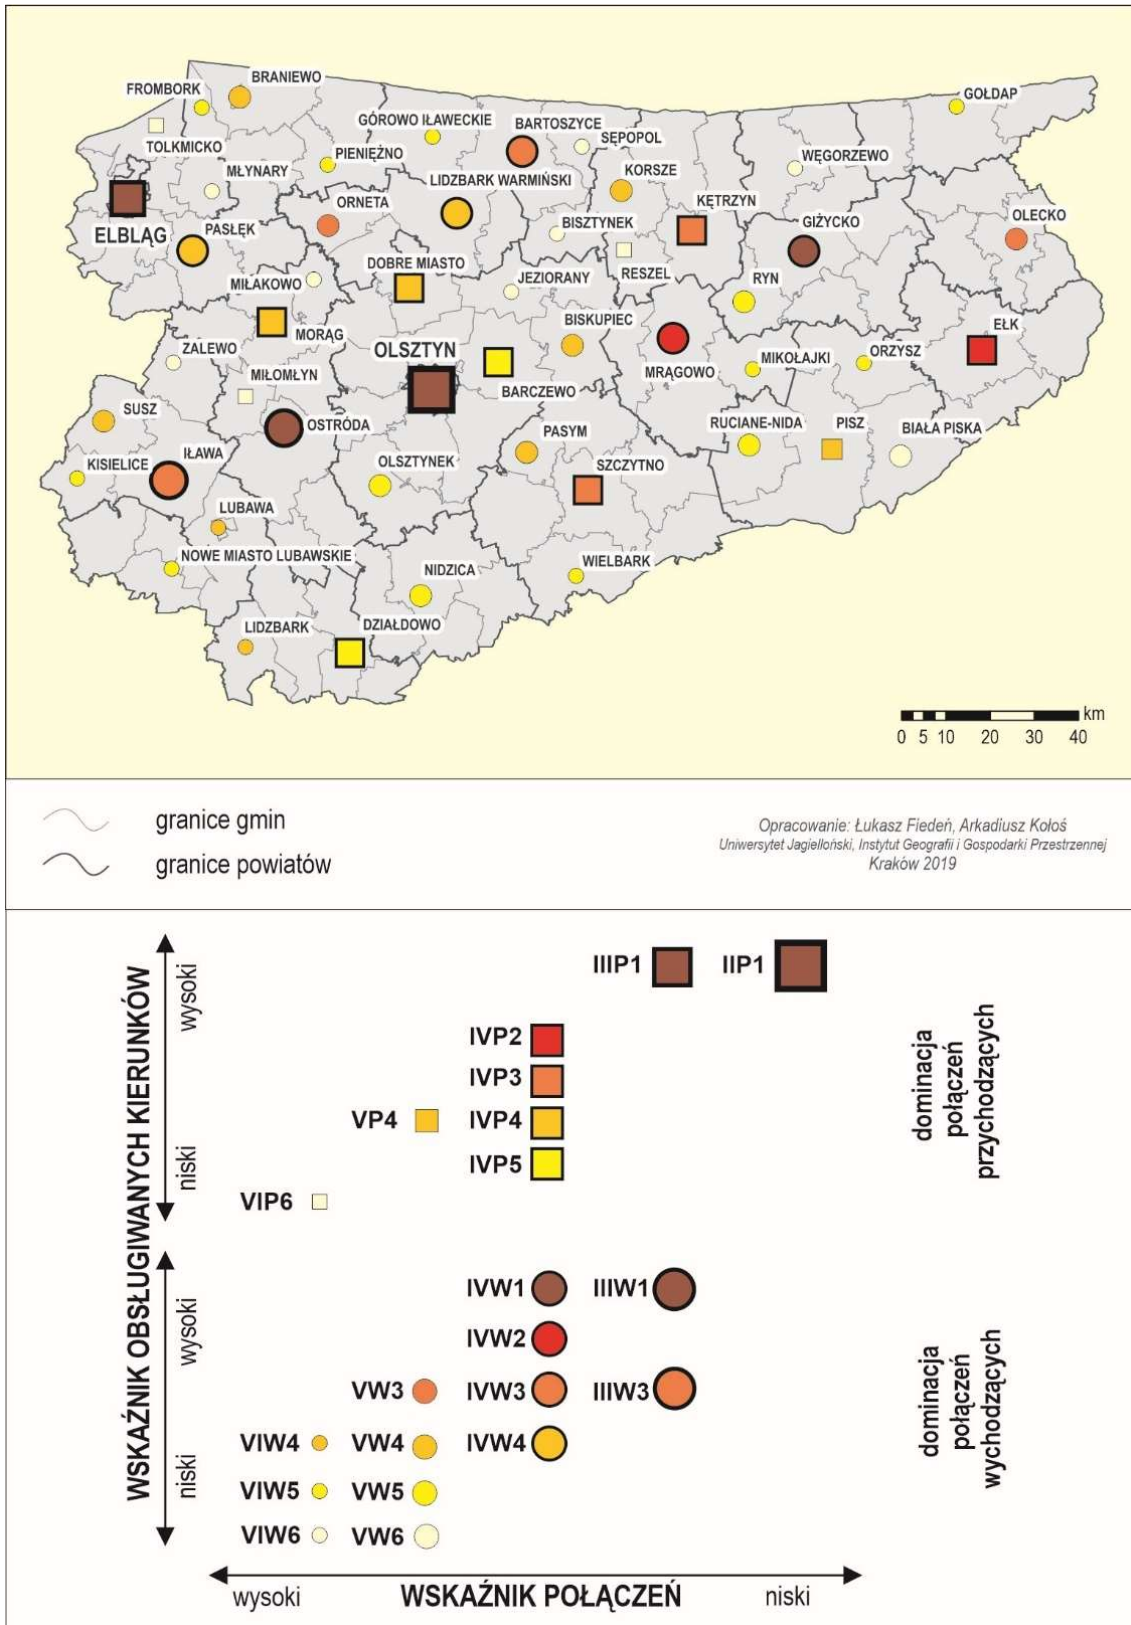 BRANIEWO
FROMBORK
GOŁDAP
GÓROWO IŁAWECKIE
BARTOSZYCE
SĘPOPOL
TOLKMICKO
PIENIĘŻNO
WĘGORZEWO
MŁYNARY
LIDZBARK WARMIŃSKI
KORSZE
ORNETA
KĘTRZYN
BISZTYNEK
GIŻYCKO
OLECKO
ELBLĄG
PASŁĘK
DOBRE MIASTO
RESZEL
MIŁAKOWO
JEZIORANY
RYN
MORĄG
BISKUPIEC
EŁK
ZALEWO
OLSZTYN
MIKOŁAJKI
ORZYSZ
MIŁOMŁYN
BARCZEWO
MRĄGOWO
SUSZ
OSTRÓDA
PASYM
RUCIANE-NIDA
PISZ
BIAŁA PISKA
KISIELICE
IŁAWA
OLSZTYNEK
SZCZYTNO
LUBAWA
NOWE MIASTO LUBAWSKIE
NIDZICA
WIELBARK
LIDZBARK
DZIAŁDOWO
km
0 5 10 20 30 40
granice gmin
granice powiatów
Opracowanie: Łukasz Fiedeń, Arkadiusz Kołoś
Uniwersytet Jagielloński, Instytut Geografii i Gospodarki Przestrzennej
Kraków 2019
WSKAŹNIK OBSŁUGIWANYCH KIERUNKÓW
wysoki
niski
wysoki
niski
IIIP1
IIP1
IVP2
IVP3
VP4
IVP4
IVP5
VIP6
dominacja
połączeń
przychodzących
IVW1
IIIW1
IVW2
VW3
IVW3
IIIW3
VIW4
VW4
IVW4
VIW5
VW5
VIW6
VW6
dominacja
połączeń
wychodzących
wysoki
WSKAŹNIK POŁĄCZEŃ
niski